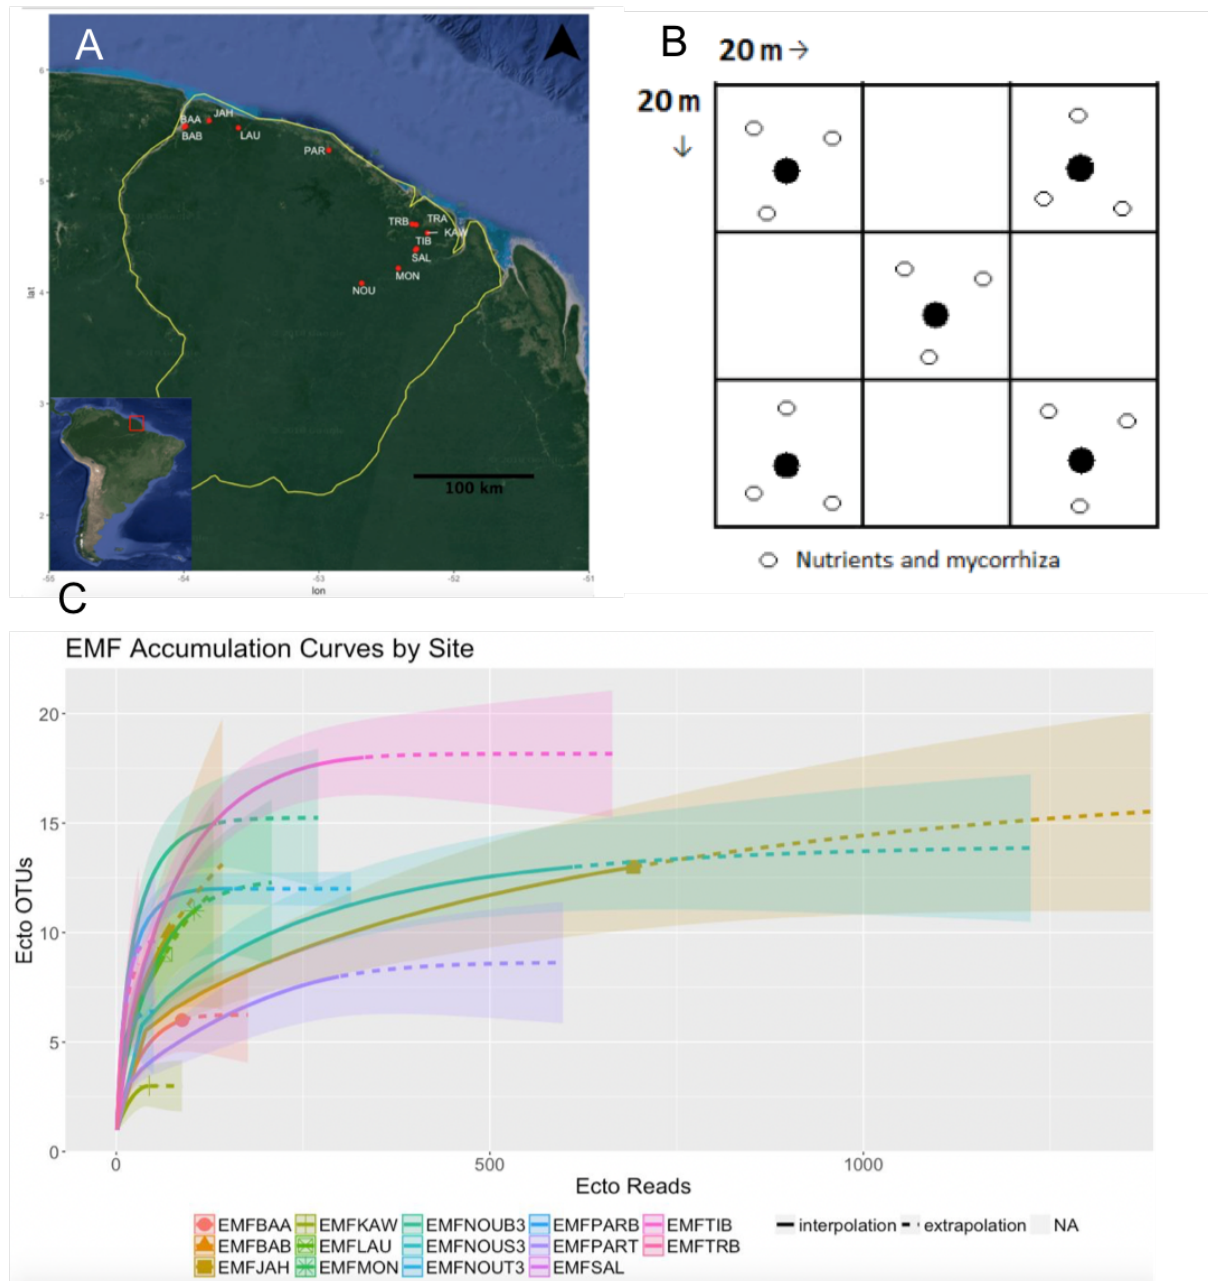 A
6
JAH
BAA
BAB
LAU
PAR
5
TRB
TRA
KAW
TIB
SAL
MON
NOU
lat
4
3
2
100 km
-55
-54
-53
-52
-51
lon
B
20 m →
20 m
↓
Nutrients and mycorrhiza
C
EMF Accumulation Curves by Site
Ecto OTUs
20
15
10
5
0
0
500
1000
Ecto Reads
EMFBAA EMFKAW EMFNOUB3 EMFPARB EMFTIB interpolation extrapolation NA
EMFBAB EMFLAU EMFNOUS3 EMFPART EMFTRB
EMFJAH EMFMON EMFNOUT3 EMFSAL